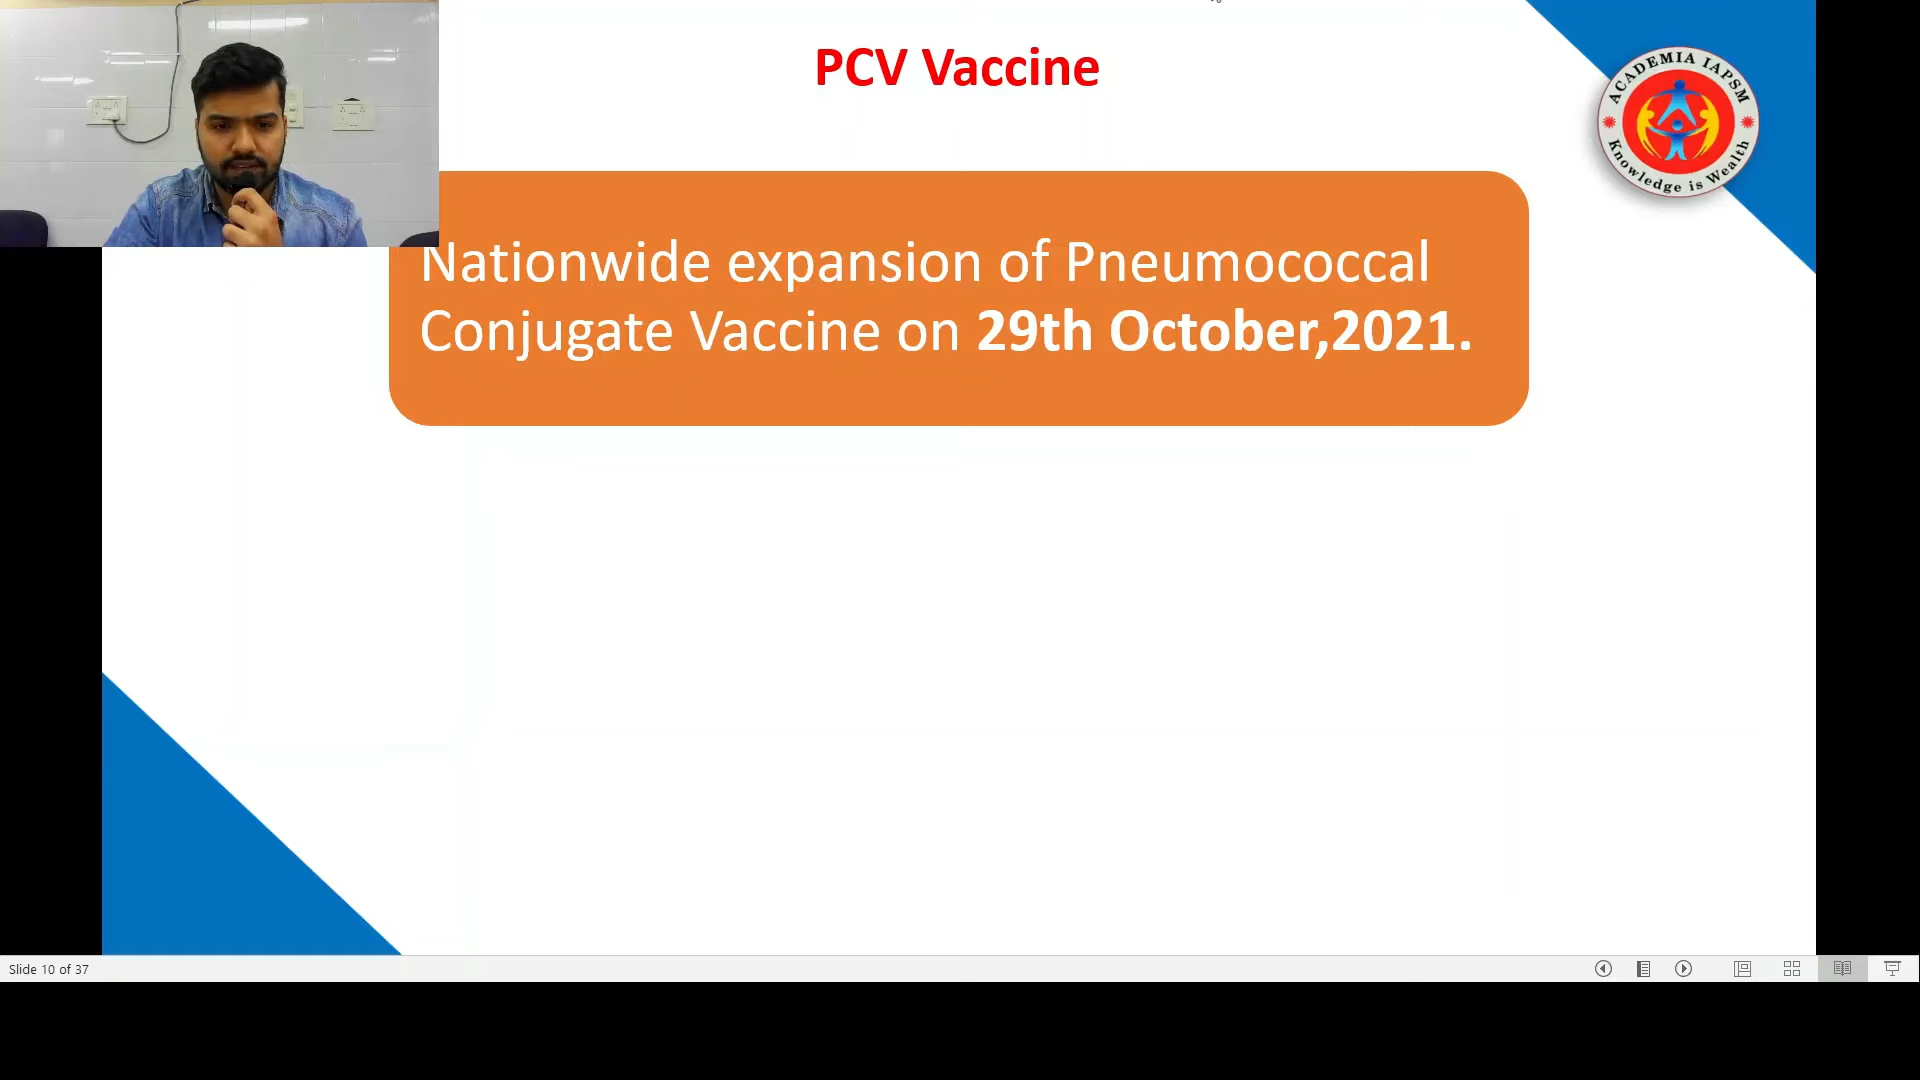 PCV Vaccine
ACADEMIA IAPSM
Knowledge is Wealth
Nationwide expansion of Pneumococcal
Conjugate Vaccine on 29th October,2021.
Slide 10 of 37